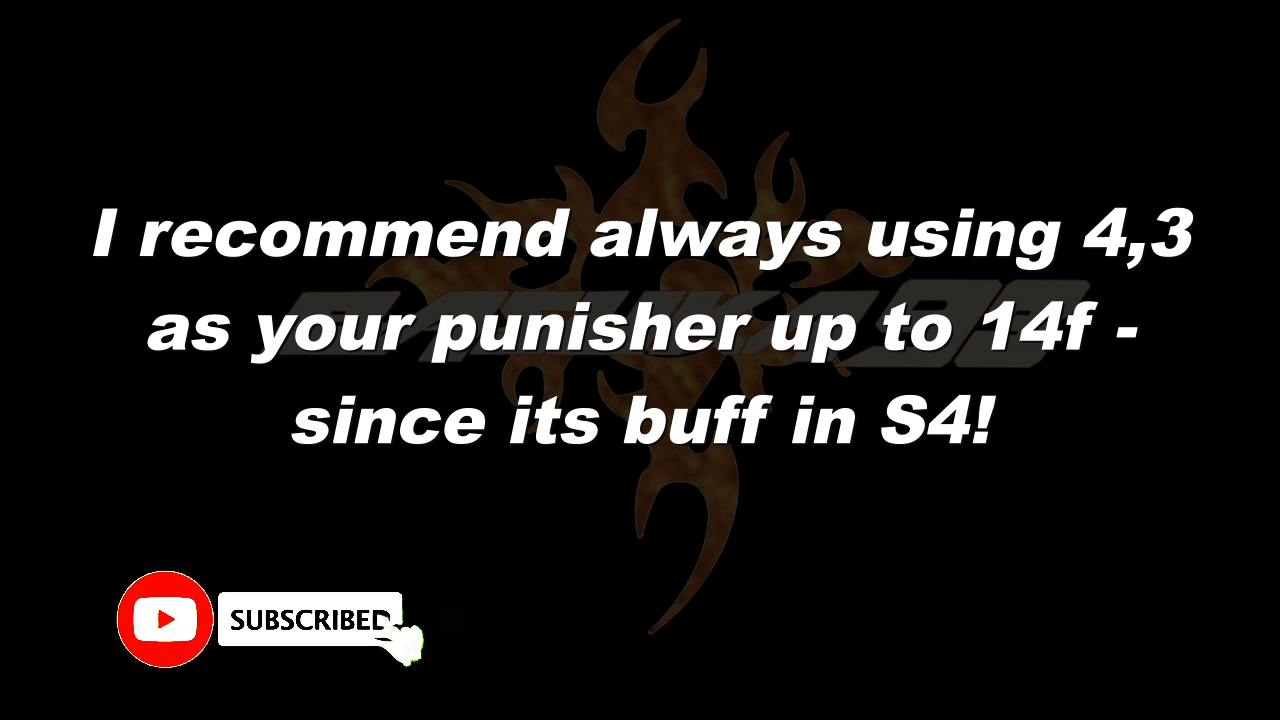 I recommend always using 4,3
as your punisher up to 14f -
since its buff in S4!
SUBSCRIBED